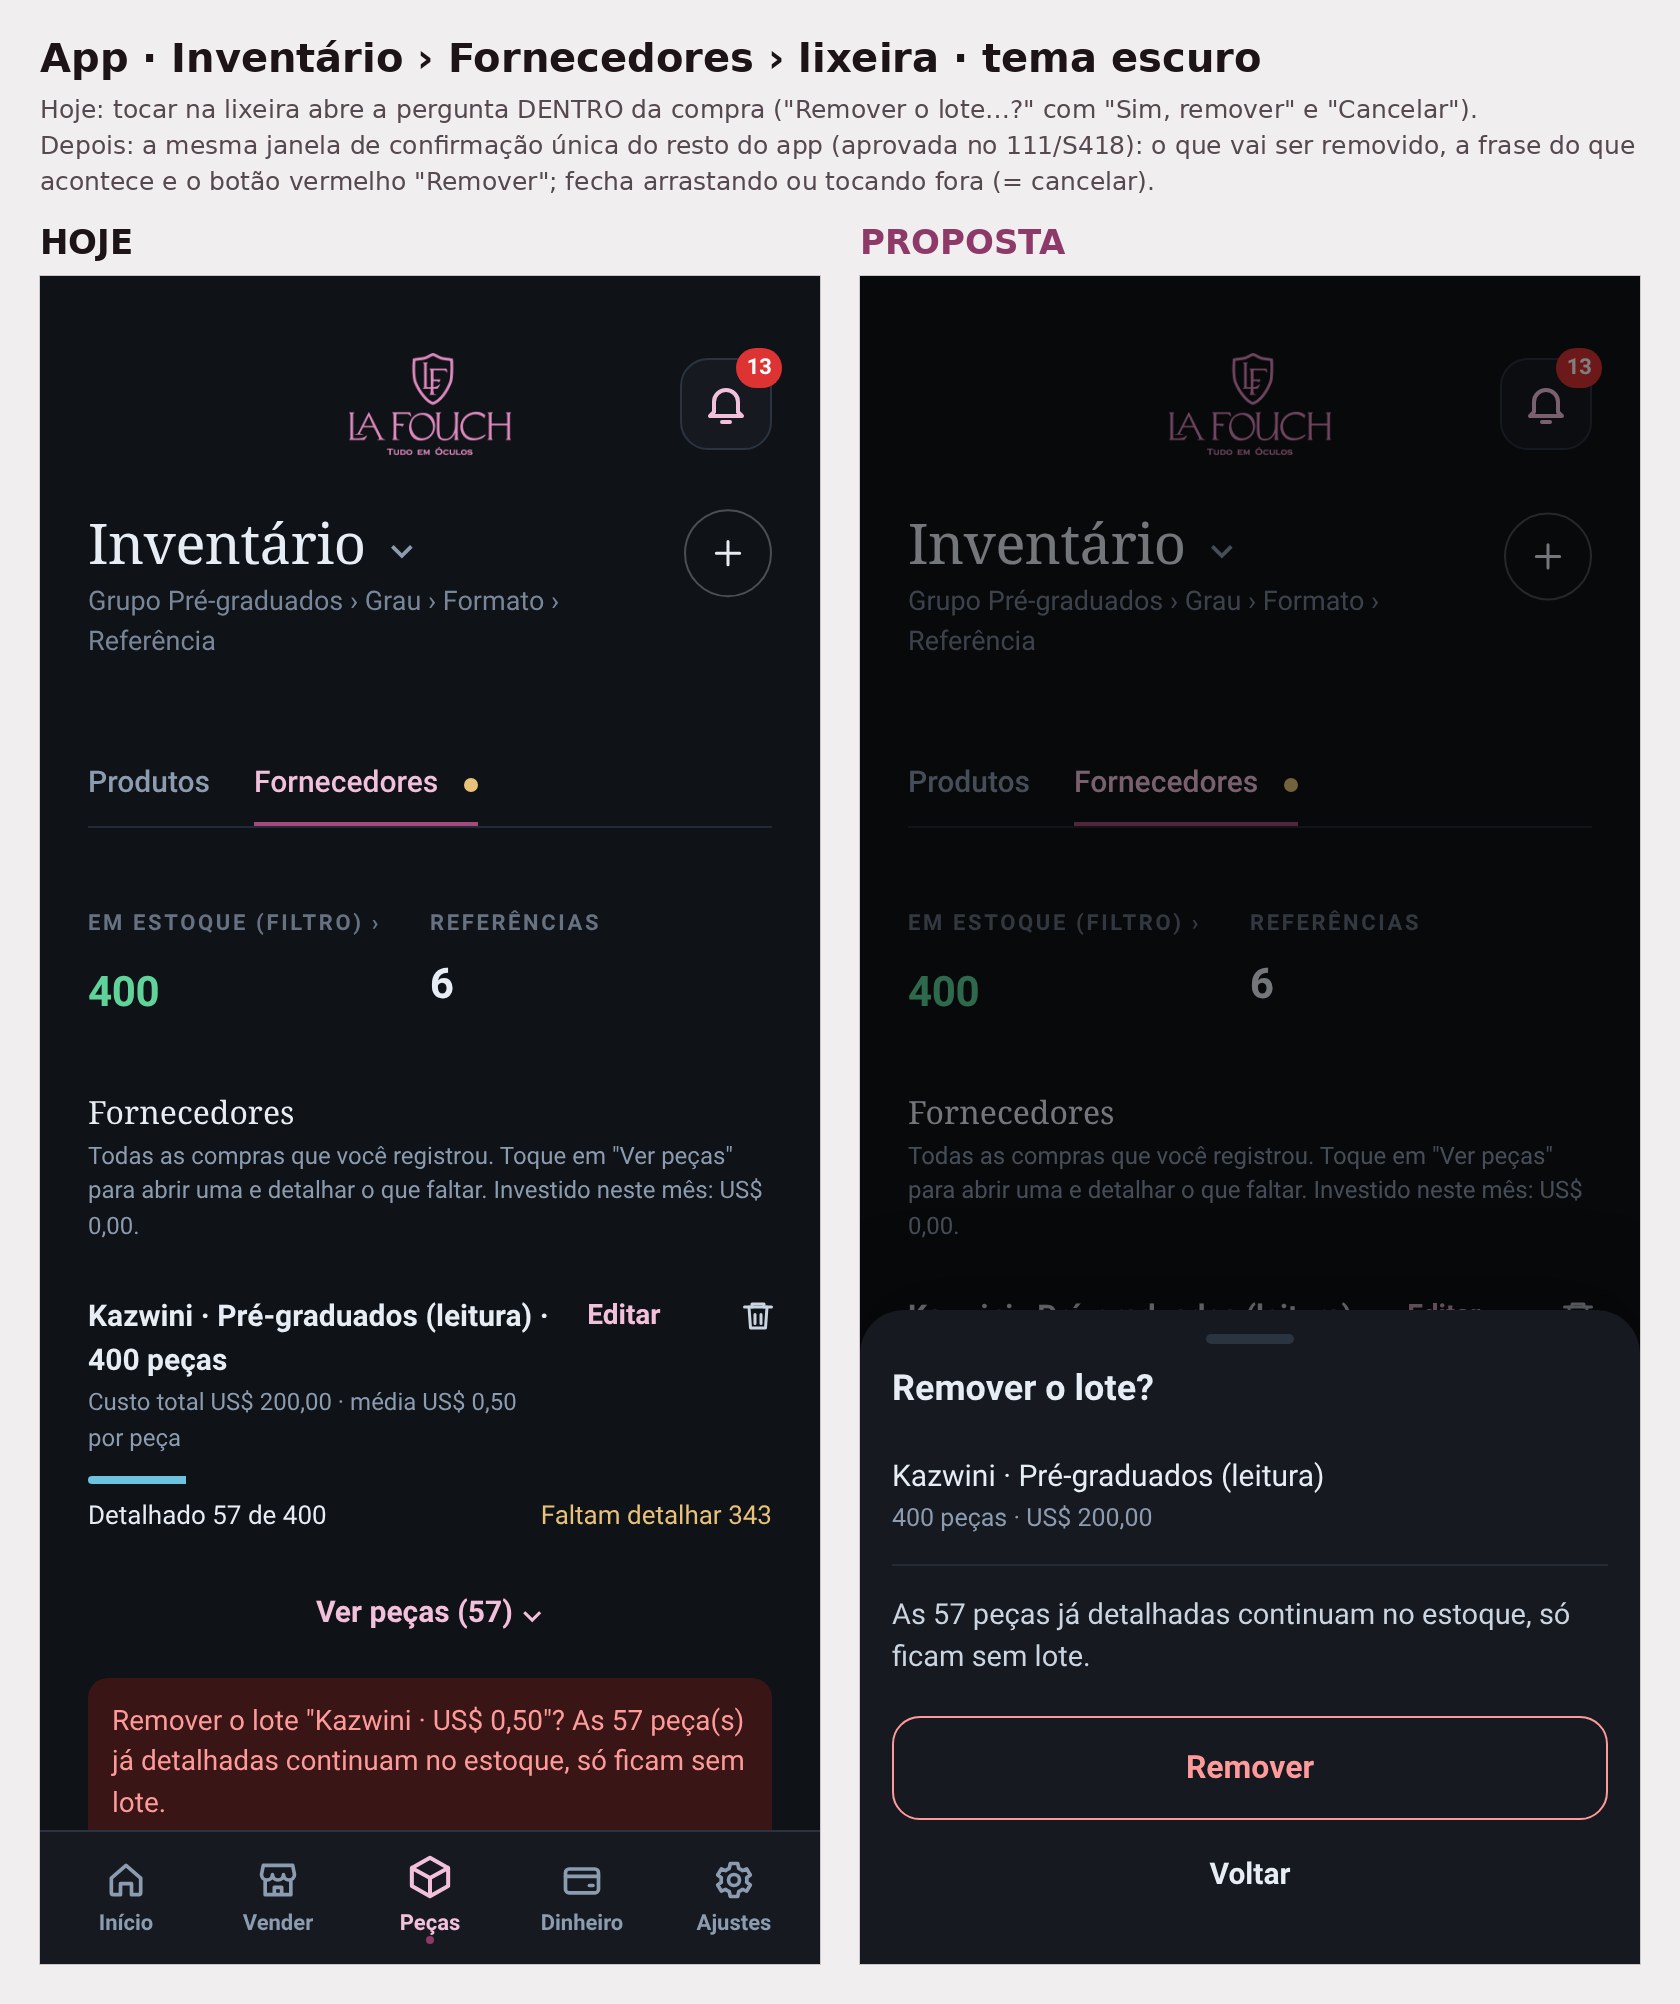 App · Inventário › Fornecedores › lixeira · tema escuro
Hoje: tocar na lixeira abre a pergunta DENTRO da compra ("Remover o lote...?" com "Sim, remover" e "Cancelar").
Depois: a mesma janela de confirmação única do resto do app (aprovada no 111/S418): o que vai ser removido, a frase do que
acontece e o botão vermelho "Remover"; fecha arrastando ou tocando fora (= cancelar).
HOJE
LF
LA FOUCH
TUDO EM ÓCULOS
13
Inventário
Grupo Pré-graduados › Grau › Formato ›
Referência
Produtos Fornecedores
EM ESTOQUE (FILTRO) › REFERÊNCIAS
400 6
Fornecedores
Todas as compras que você registrou. Toque em "Ver peças"
para abrir uma e detalhar o que faltar. Investido neste mês: US$
0,00.
Kazwini · Pré-graduados (leitura) · Editar
400 peças
Custo total US$ 200,00 · média US$ 0,50
por peça
Detalhado 57 de 400 Faltam detalhar 343
Ver peças (57)
Remover o lote "Kazwini · US$ 0,50"? As 57 peça(s)
já detalhadas continuam no estoque, só ficam sem
lote.
Início Vender Peças Dinheiro Ajustes
PROPOSTA
LF
LA FOUCH
TUDO EM ÓCULOS
13
Inventário
Grupo Pré-graduados › Grau › Formato ›
Referência
Produtos Fornecedores
EM ESTOQUE (FILTRO) › REFERÊNCIAS
400 6
Fornecedores
Todas as compras que você registrou. Toque em "Ver peças"
para abrir uma e detalhar o que faltar. Investido neste mês: US$
0,00.
Kazwini · Pré-graduados (leitura) · Editar
Remover o lote?
Kazwini · Pré-graduados (leitura)
400 peças · US$ 200,00
As 57 peças já detalhadas continuam no estoque, só
ficam sem lote.
Remover
Voltar